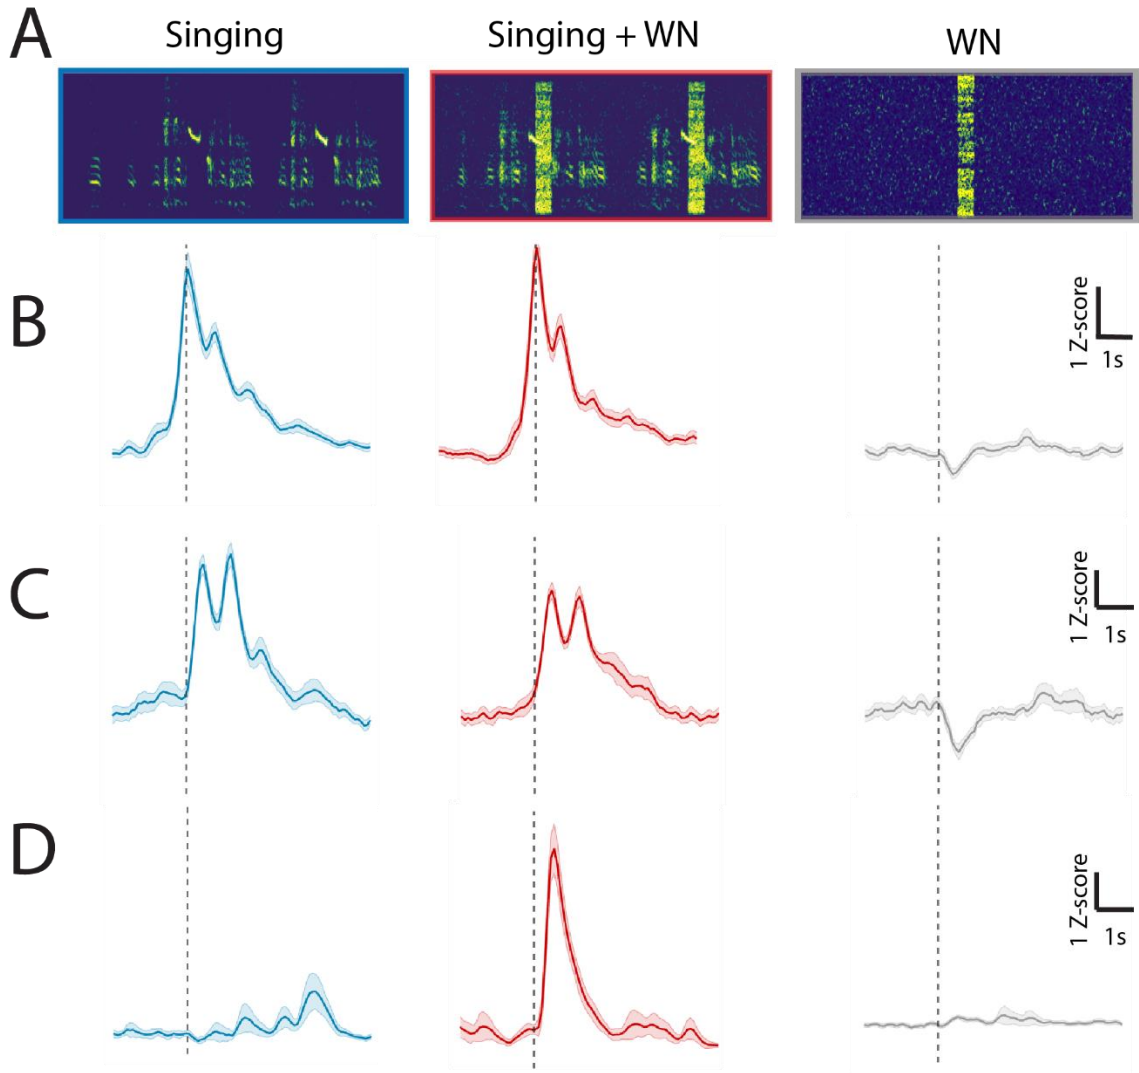 A
Singing
Singing + WN
WN
B
1 Z-score
1s
C
1 Z-score
1s
D
1 Z-score
1s